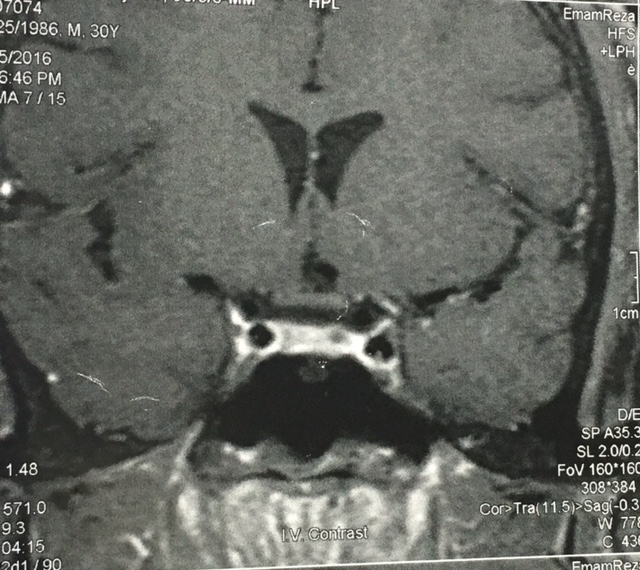 07074
25/1986, M, 30Y
5/2016
6:46 PM
MA 7 / 15
HPL
EmamReza
HFS
+LPH
1cm
1.48
571.0
9.3
04:15
2d1 / 90
I.V. Contrast
D/E
SP A35.3
SL 2.0/0.2
FoV 160*160
308*384
Cor>Tra(11.5)>Sag(-0.3
W 778
C 430
EmamReza